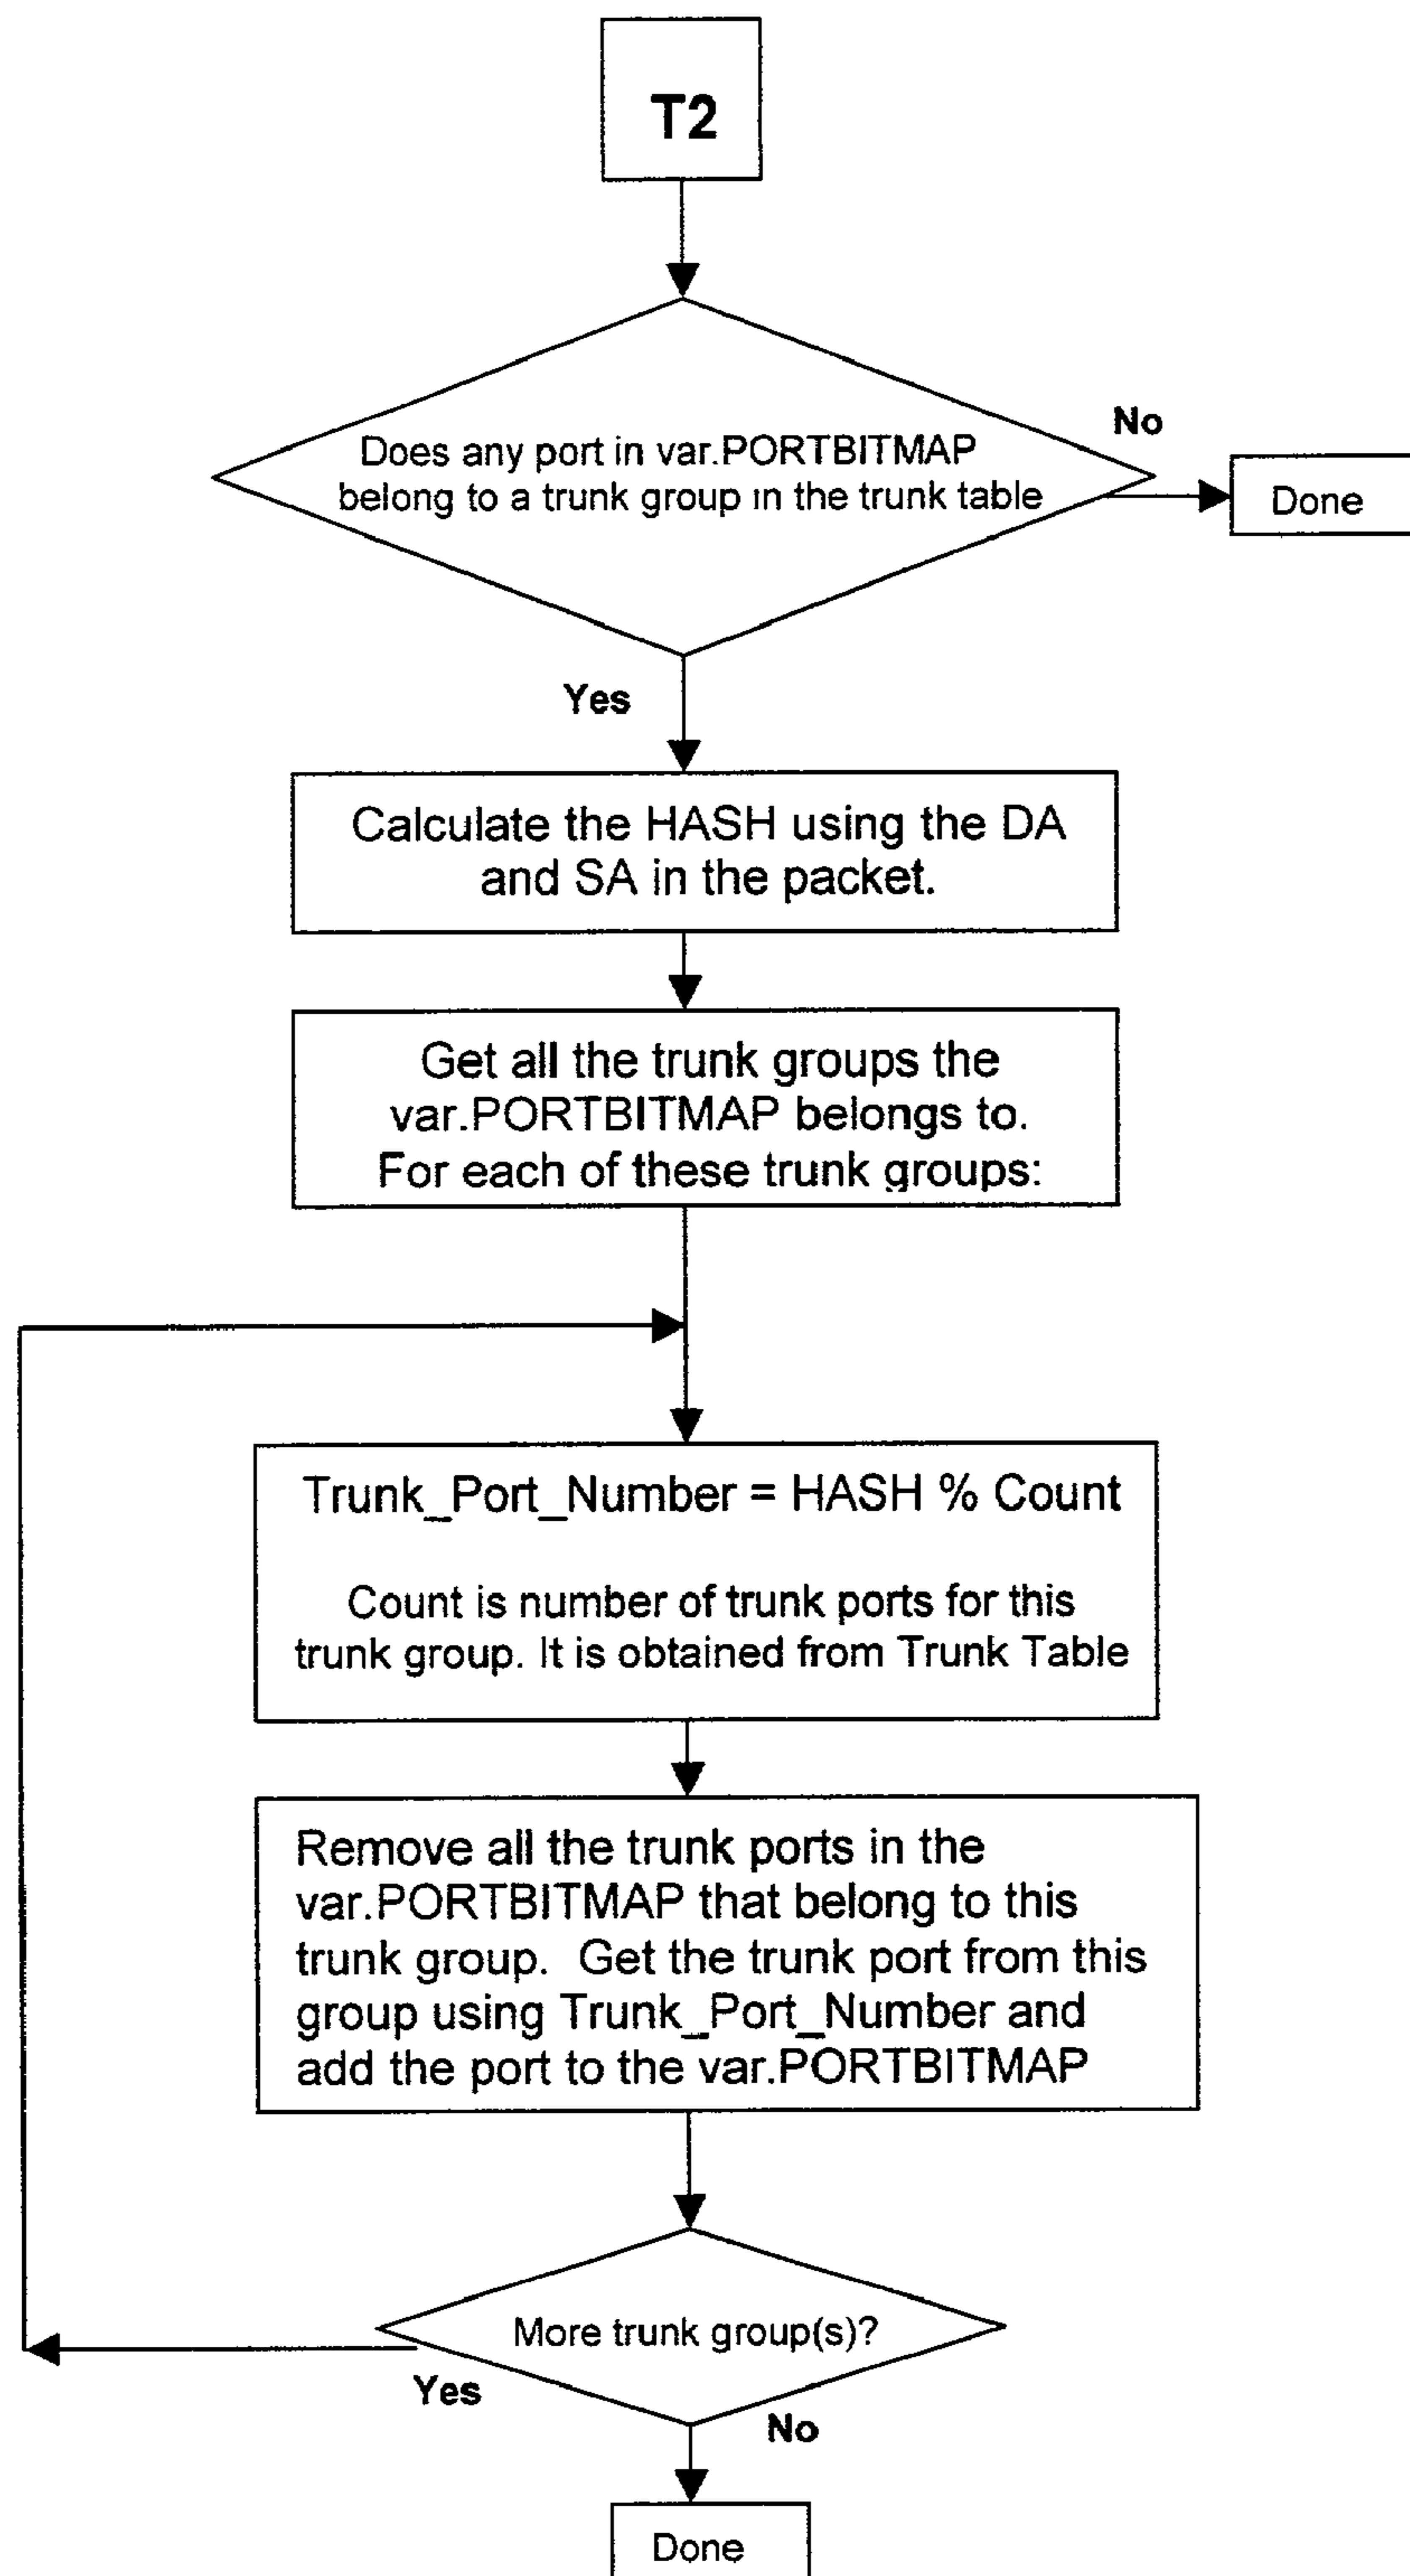 T2
Does any port in var.PORTBITMAP
belong to a trunk group in the trunk table
No
Done
Yes
Calculate the HASH using the DA
and SA in the packet.
Get all the trunk groups the
var.PORTBITMAP belongs to.
For each of these trunk groups:
Trunk_Port_Number = HASH % Count
Count is number of trunk ports for this
trunk group. It is obtained from Trunk Table
Remove all the trunk ports in the
var.PORTBITMAP that belong to this
trunk group. Get the trunk port from this
group using Trunk_Port_Number and
add the port to the var.PORTBITMAP
More trunk group(s)?
Yes
No
Done